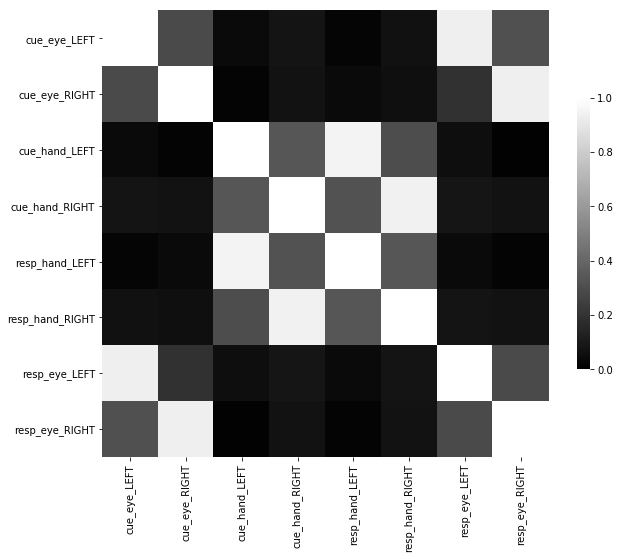 cue_eye_LEFT
cue_eye_RIGHT
cue_hand_LEFT
cue_hand_RIGHT
resp_hand_LEFT
resp_hand_RIGHT
resp_eye_LEFT
resp_eye_RIGHT
1.0
0.8
0.6
0.4
0.2
0.0
cue_eye_LEFT
cue_eye_RIGHT
cue_hand_LEFT
cue_hand_RIGHT
resp_hand_LEFT
resp_hand_RIGHT
resp_eye_LEFT
resp_eye_RIGHT